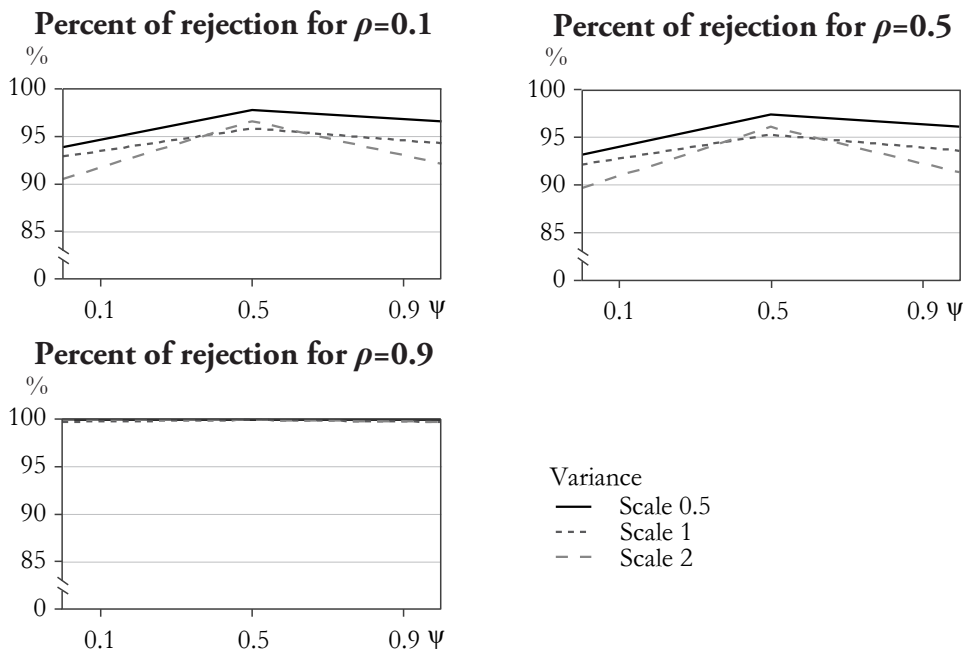 Percent of rejection for ρ=0.1
%
100
95
90
85
0
0.1 0.5 0.9 ψ
Percent of rejection for ρ=0.5
%
100
95
90
85
0
0.1 0.5 0.9 ψ
Percent of rejection for ρ=0.9
%
100
95
90
85
0
0.1 0.5 0.9 ψ
Variance
Scale 0.5
Scale 1
Scale 2